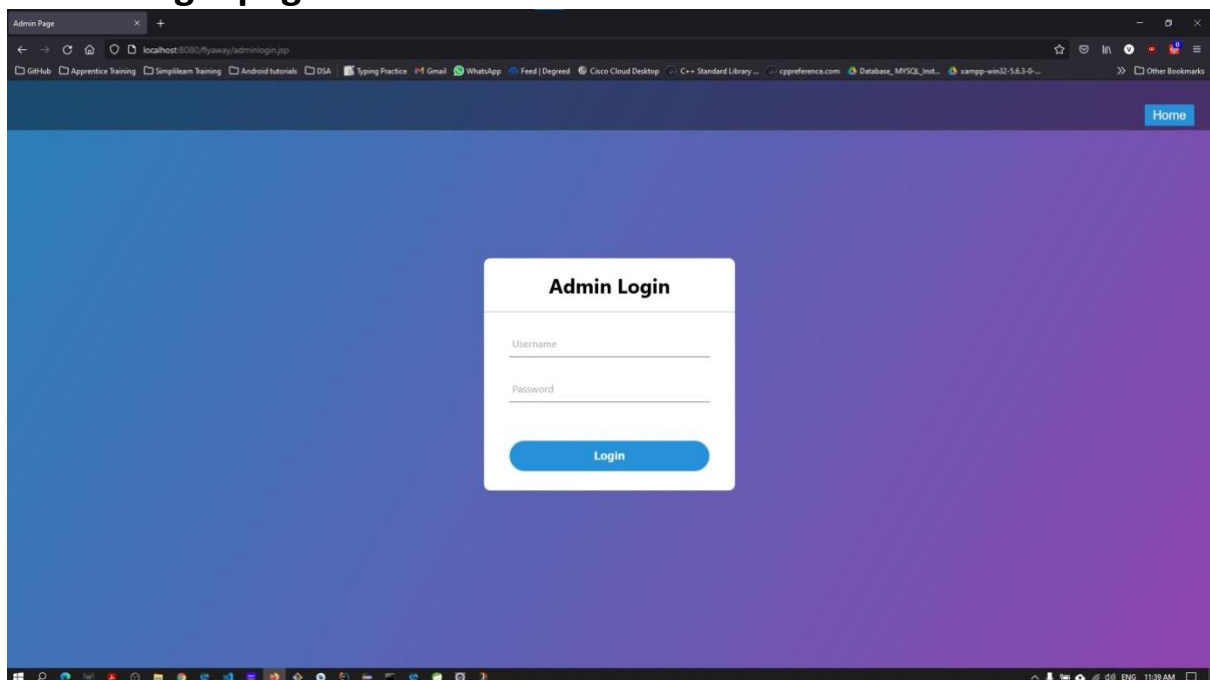 Admin Page
localhost:8080/flyaway/adminlogin.jsp
GitHub Apprentice Training Simplilearn Training Android tutorials DSA Typing Practice Gmail WhatsApp Feed | Degreed Cisco Cloud Desktop C++ Standard Library ... cppreference.com Database_MYSQL_Inst... xampp-win32-5.6.3-0-... Other Bookmarks
Home
Admin Login
Username
Password
Login
ENG 11:39 AM